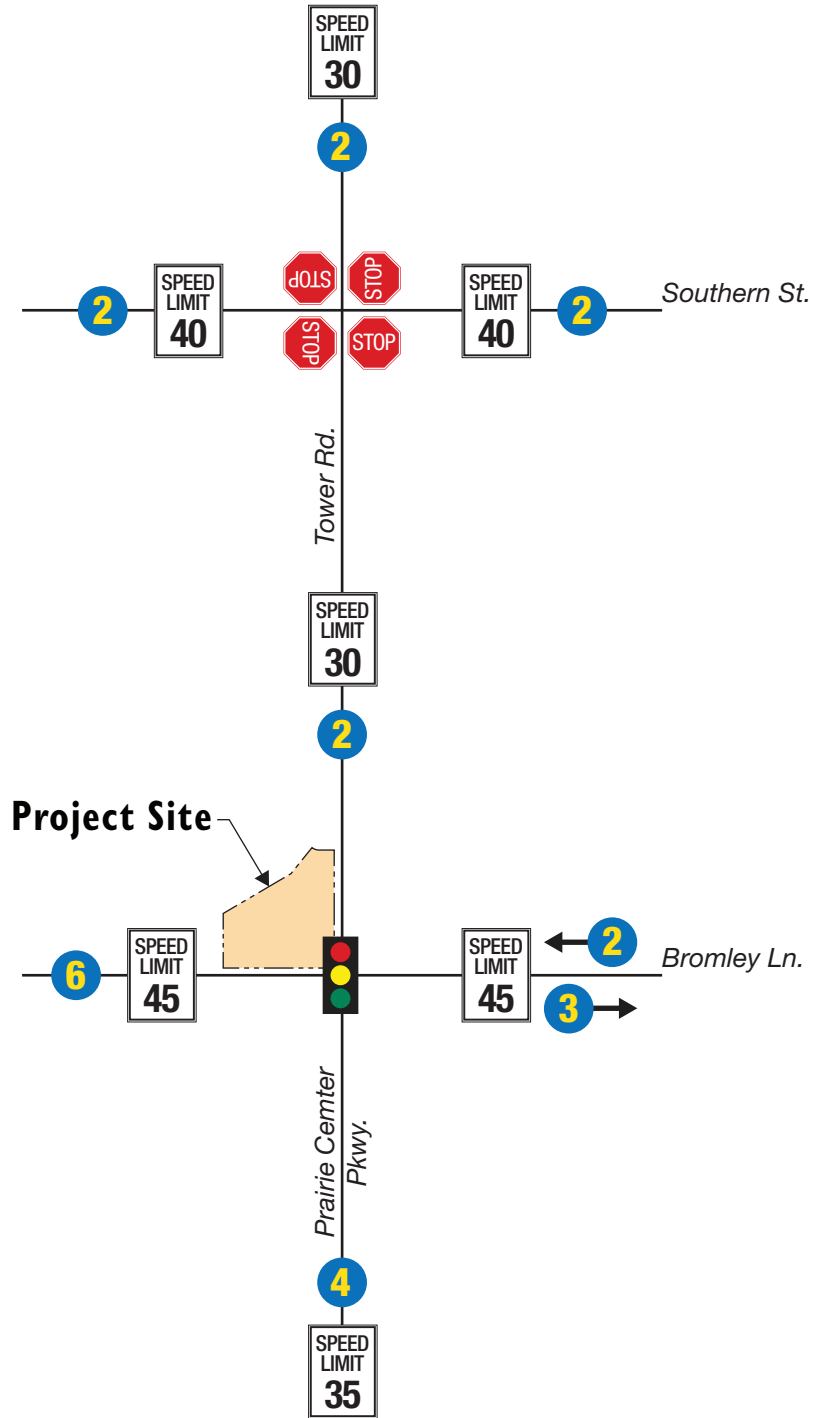 SPEED
LIMIT
30
2
STOP
STOP
2
SPEED
LIMIT
40
SPEED
LIMIT
40
2
Southern St.
STOP
STOP
Tower Rd.
SPEED
LIMIT
30
2
Project Site
6
SPEED
LIMIT
45
SPEED
LIMIT
45
2
Bromley Ln.
3
Prairie Cemter
Pkwy.
4
SPEED
LIMIT
35